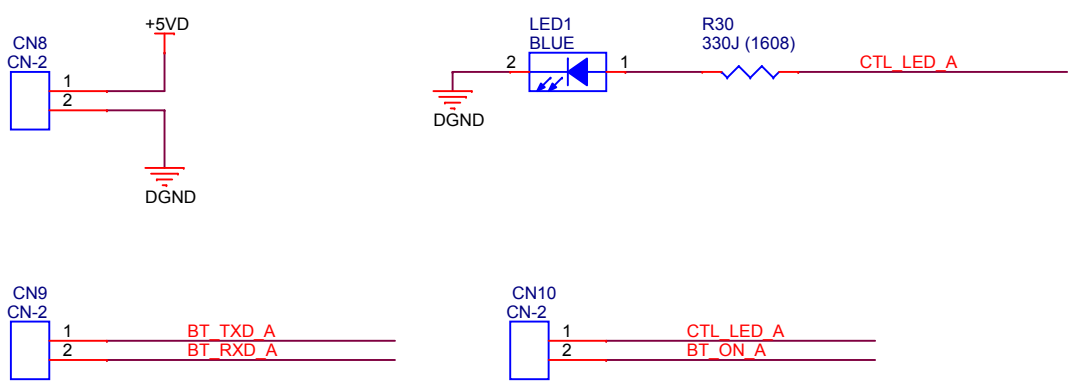 +5VD
CN8
CN-2
1
2
DGND
LED1
BLUE
2
1
DGND
R30
330J (1608)
CTL_LED_A
CN9
CN-2
1
BT_TXD_A
2
BT_RXD_A
CN10
CN-2
1
CTL_LED_A
2
BT_ON_A